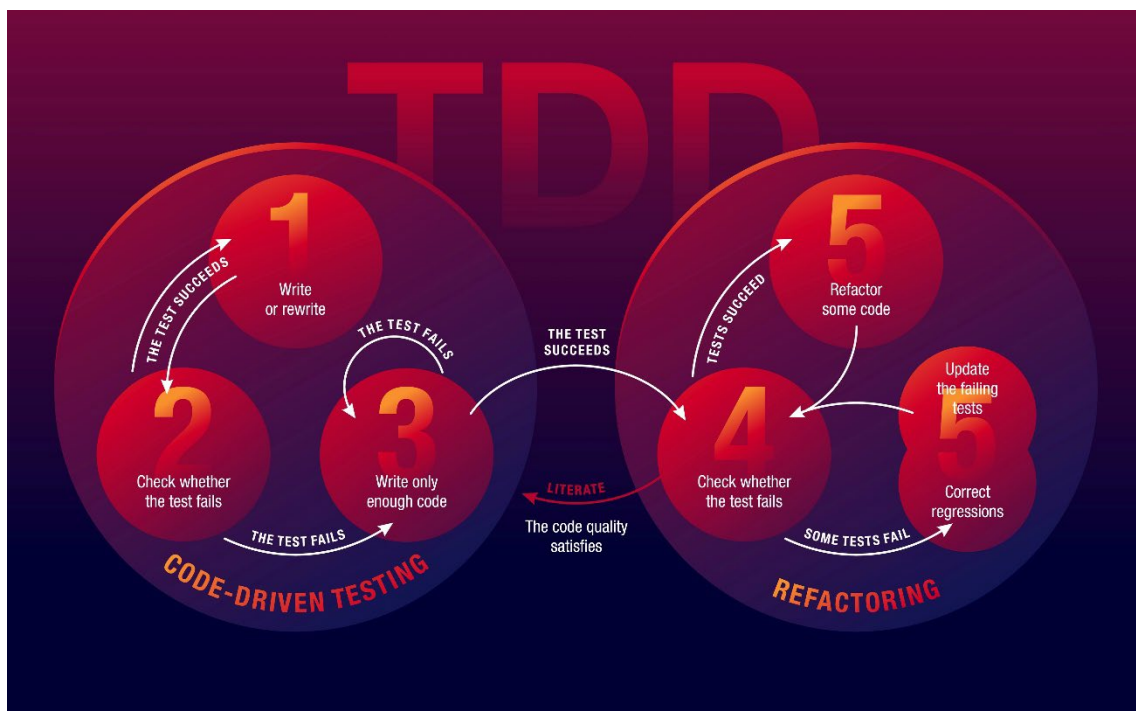 TDD
1
Write
or rewrite
THE TEST SUCCEEDS
2
Check whether
the test fails
THE TEST FAILS
3
Write only
enough code
THE TEST FAILS
CODE-DRIVEN TESTING
THE TEST
SUCCEEDS
LITERATE
The code quality
satisfies
5
Refactor
some code
TESTS SUCCEED
4
Check whether
the test fails
Update
the failing
tests
5
Correct
regressions
SOME TESTS FAIL
REFACTORING